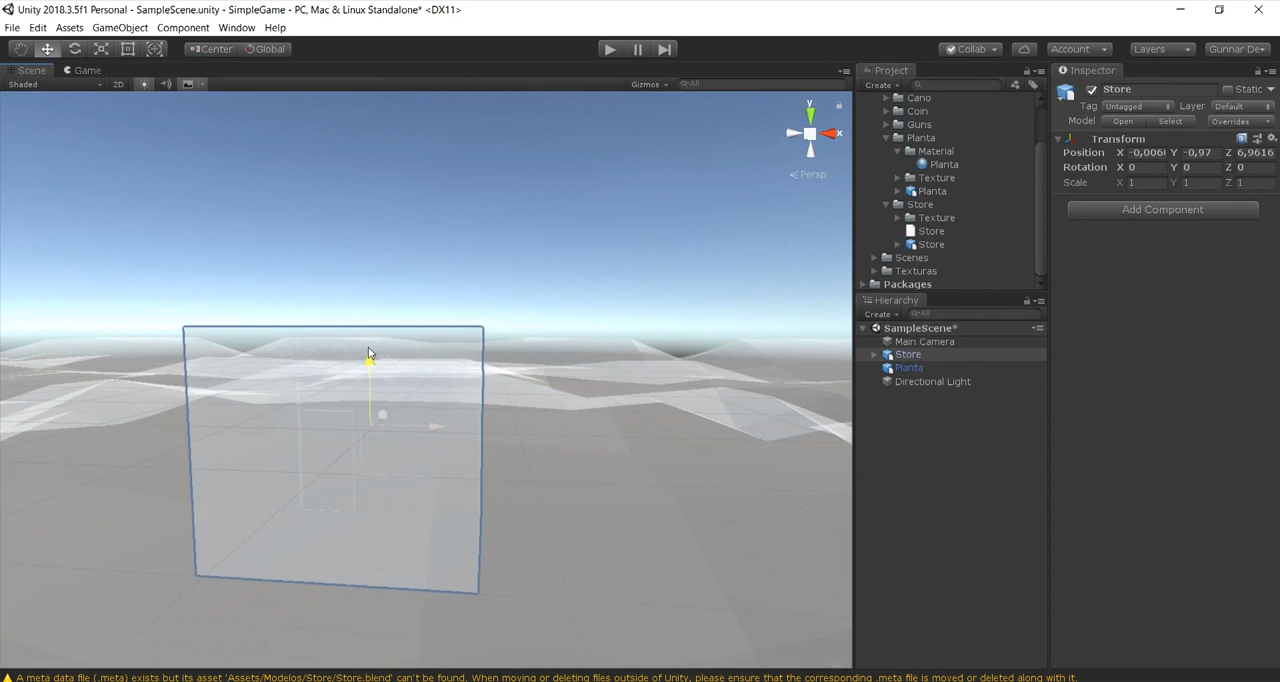 Unity 2018.3.5f1 Personal - SampleScene.unity - SimpleGame - PC, Mac & Linux Standalone* <DX11>
File Edit Assets GameObject Component Window Help
Center Global Collab Account Layers Gunnar De
Scene Game
Shaded 2D Gizmos All
y
x
Persp
Project
Create
Cano
Coin
Guns
Planta
Material
Planta
Texture
Planta
Store
Texture
Store
Store
Scenes
Texturas
Packages
Hierarchy
Create All
SampleScene*
Main Camera
Store
Planta
Directional Light
Inspector
Store Static
Tag Untagged Layer Default
Model Open Select Overrides
Transform
Position X -0,006 Y -0,97 Z 6,9616
Rotation X 0 Y 0 Z 0
Scale X 1 Y 1 Z 1
Add Component
A meta data file (.meta) exists but its asset 'Assets/Modelos/Store/Store.blend' can't be found. When moving or deleting files outside of Unity, please ensure that the corresponding .meta file is moved or deleted along with it.